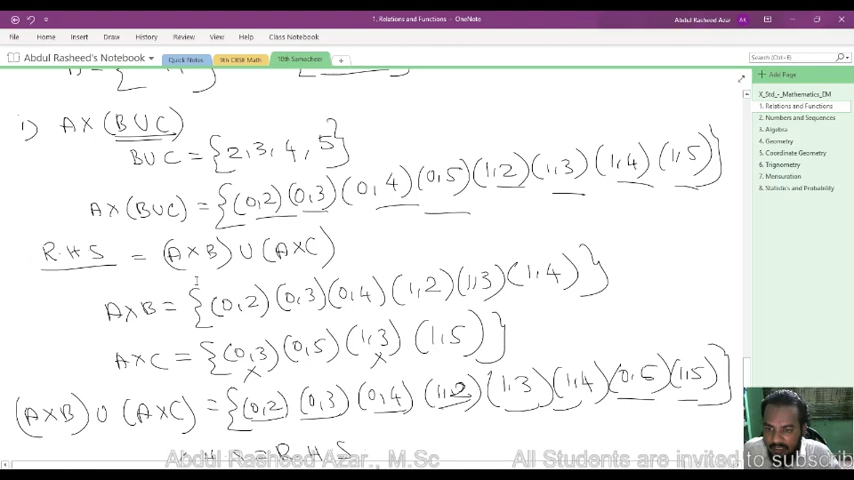 1. Relations and Functions - OneNote
Abdul Rasheed Azar AR
File Home Insert Draw History Review View Help Class Notebook
Abdul Rasheed's Notebook Quick Notes 9th CBSE Math 10th Samacheer
Search (Ctrl+E)
Add Page
X_Std_-_Mathematics_EM
1. Relations and Functions
2. Numbers and Sequences
3. Algebra
4. Geometry
5. Coordinate Geometry
6. Trigonometry
7. Mensuration
8. Statistics and Probability
i) A X (B U C)
B U C = {2, 3, 4, 5}
A X (B U C) = {(0, 2) (0, 3) (0, 4) (0, 5) (1, 2) (1, 3) (1, 4) (1, 5)}
R.H.S = (A X B) U (A X C)
A X B = {(0, 2) (0, 3) (0, 4) (1, 2) (1, 3) (1, 4)}
A X C = {(0, 3) (0, 5) (1, 3) (1, 5)}
x x
(A X B) U (A X C) = {(0, 2) (0, 3) (0, 4) (1, 2) (1, 3) (1, 4) (0, 5) (1, 5)}
= R.H.S
Abdul Rasheed Azar., M.Sc All Students are invited to subscrib